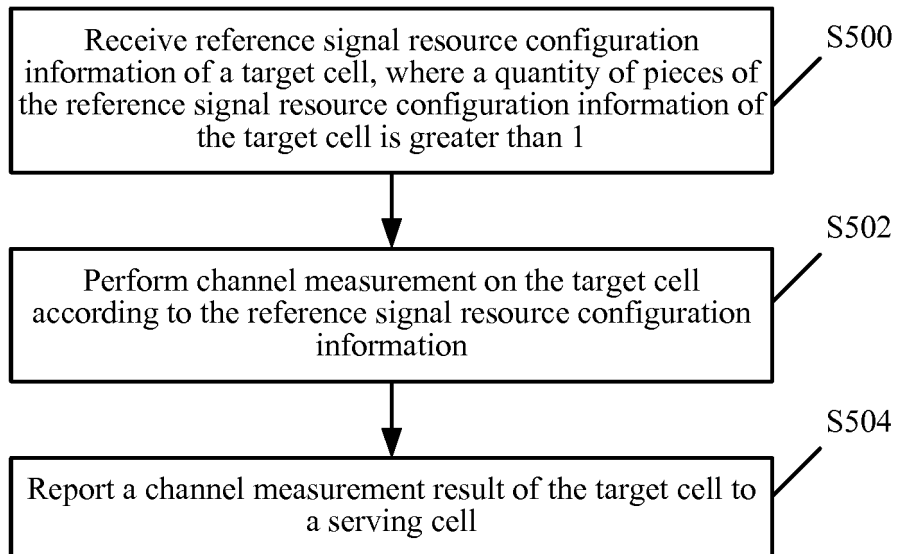 Receive reference signal resource configuration
information of a target cell, where a quantity of pieces of
the reference signal resource configuration information of
the target cell is greater than 1
S500
Perform channel measurement on the target cell
according to the reference signal resource configuration
information
S502
Report a channel measurement result of the target cell to
a serving cell
S504